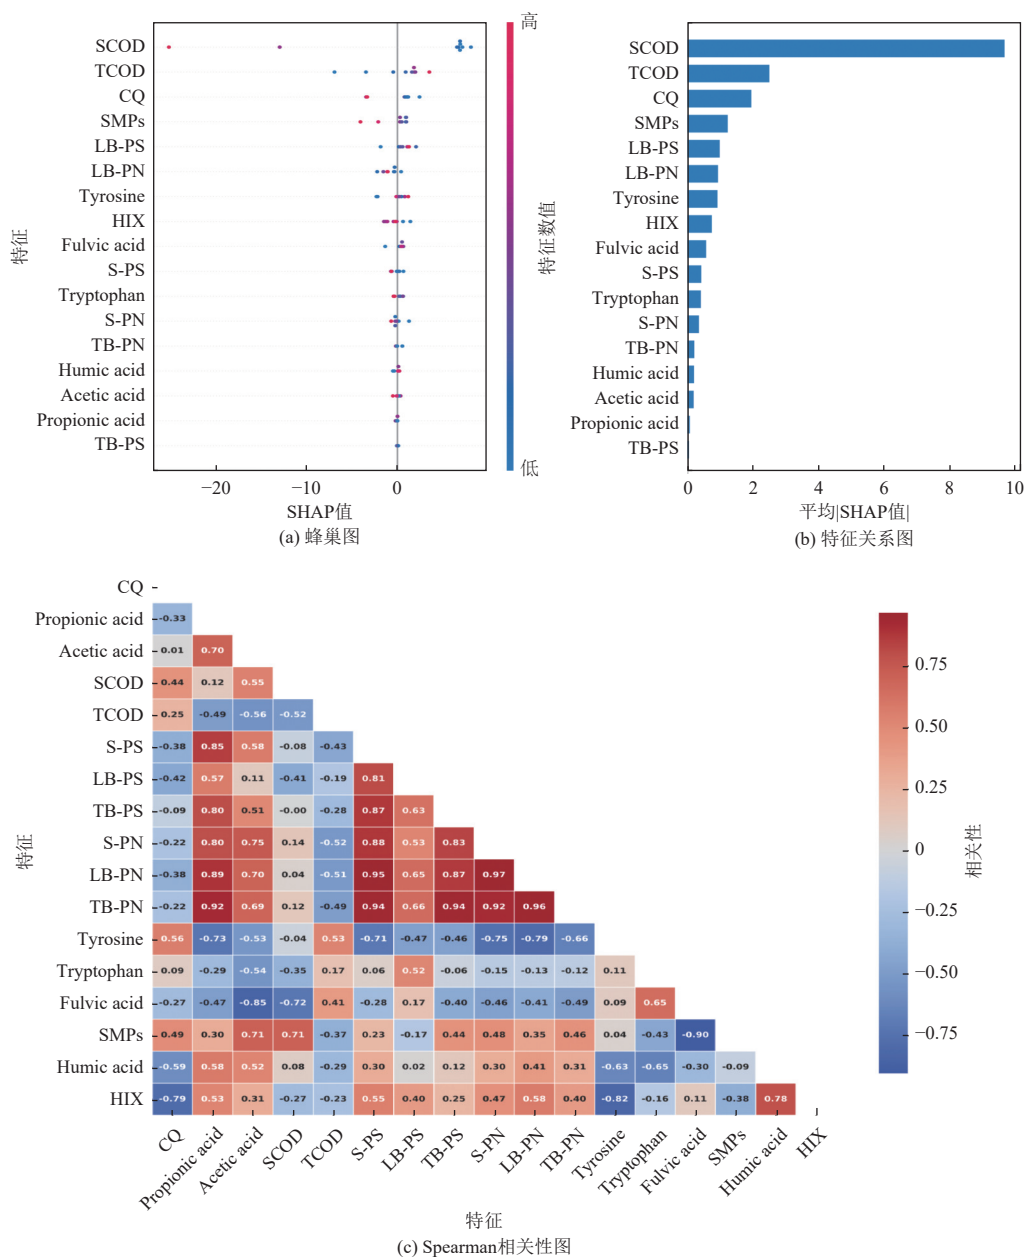 特征
SCOD
TCOD
CQ
SMPs
LB-PS
LB-PN
Tyrosine
HIX
Fulvic acid
S-PS
Tryptophan
S-PN
TB-PN
Humic acid
Acetic acid
Propionic acid
TB-PS
−20 −10 0
SHAP值
(a) 蜂巢图
高
特征数值
低
SCOD
TCOD
CQ
SMPs
LB-PS
LB-PN
Tyrosine
HIX
Fulvic acid
S-PS
Tryptophan
S-PN
TB-PN
Humic acid
Acetic acid
Propionic acid
TB-PS
0 2 4 6 8 10
平均|SHAP值|
(b) 特征关系图
特征
CQ
Propionic acid -0.33
Acetic acid 0.01 0.70
SCOD 0.44 0.12 0.55
TCOD 0.25 -0.49 -0.56 -0.52
S-PS -0.38 0.85 0.58 -0.08 -0.43
LB-PS -0.42 0.57 0.11 -0.41 -0.19 0.81
TB-PS -0.09 0.80 0.51 -0.00 -0.28 0.87 0.63
S-PN -0.22 0.80 0.75 0.14 -0.52 0.88 0.53 0.83
LB-PN -0.38 0.89 0.70 0.04 -0.51 0.95 0.65 0.87 0.97
TB-PN -0.22 0.92 0.69 0.12 -0.49 0.94 0.66 0.94 0.92 0.96
Tyrosine 0.56 -0.73 -0.53 -0.04 0.53 -0.71 -0.47 -0.46 -0.75 -0.79 -0.66
Tryptophan 0.09 -0.29 -0.54 -0.35 0.17 0.06 0.52 -0.06 -0.15 -0.13 -0.12 0.11
Fulvic acid -0.27 -0.47 -0.85 -0.72 0.41 -0.28 0.17 -0.40 -0.46 -0.41 -0.49 0.09 0.65
SMPs 0.49 0.30 0.71 0.71 -0.37 0.23 -0.17 0.44 0.48 0.35 0.46 0.04 -0.43 -0.90
Humic acid -0.59 0.58 0.52 0.08 -0.29 0.30 0.02 0.12 0.30 0.41 0.31 -0.63 -0.65 -0.30 -0.09
HIX -0.79 0.53 0.31 -0.27 -0.23 0.55 0.40 0.25 0.47 0.58 0.40 -0.82 -0.16 0.11 -0.38 0.78
CQ Propionic acid Acetic acid SCOD TCOD S-PS LB-PS TB-PS S-PN LB-PN TB-PN Tyrosine Tryptophan Fulvic acid SMPs Humic acid HIX
特征
0.75
0.50
0.25
0
−0.25
−0.50
−0.75
相关性
(c) Spearman相关性图